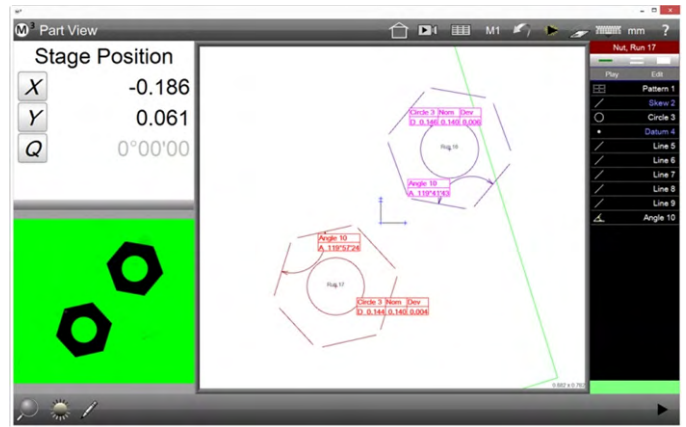 M³ Part View
M1
mm
?
Stage Position
X -0.186
Y 0.061
Q 0°00'00
Circle 3 Nom Dev
D 0.146 0.140 0.006
Angle 10
A 119°41'43
Angle 10
A 119°57'24
Run 17
Circle 3 Nom Dev
D 0.144 0.140 0.004
Nut, Run 17
Play Edit
Pattern 1
Skew 2
Circle 3
Datum 4
Line 5
Line 6
Line 7
Line 8
Line 9
Angle 10